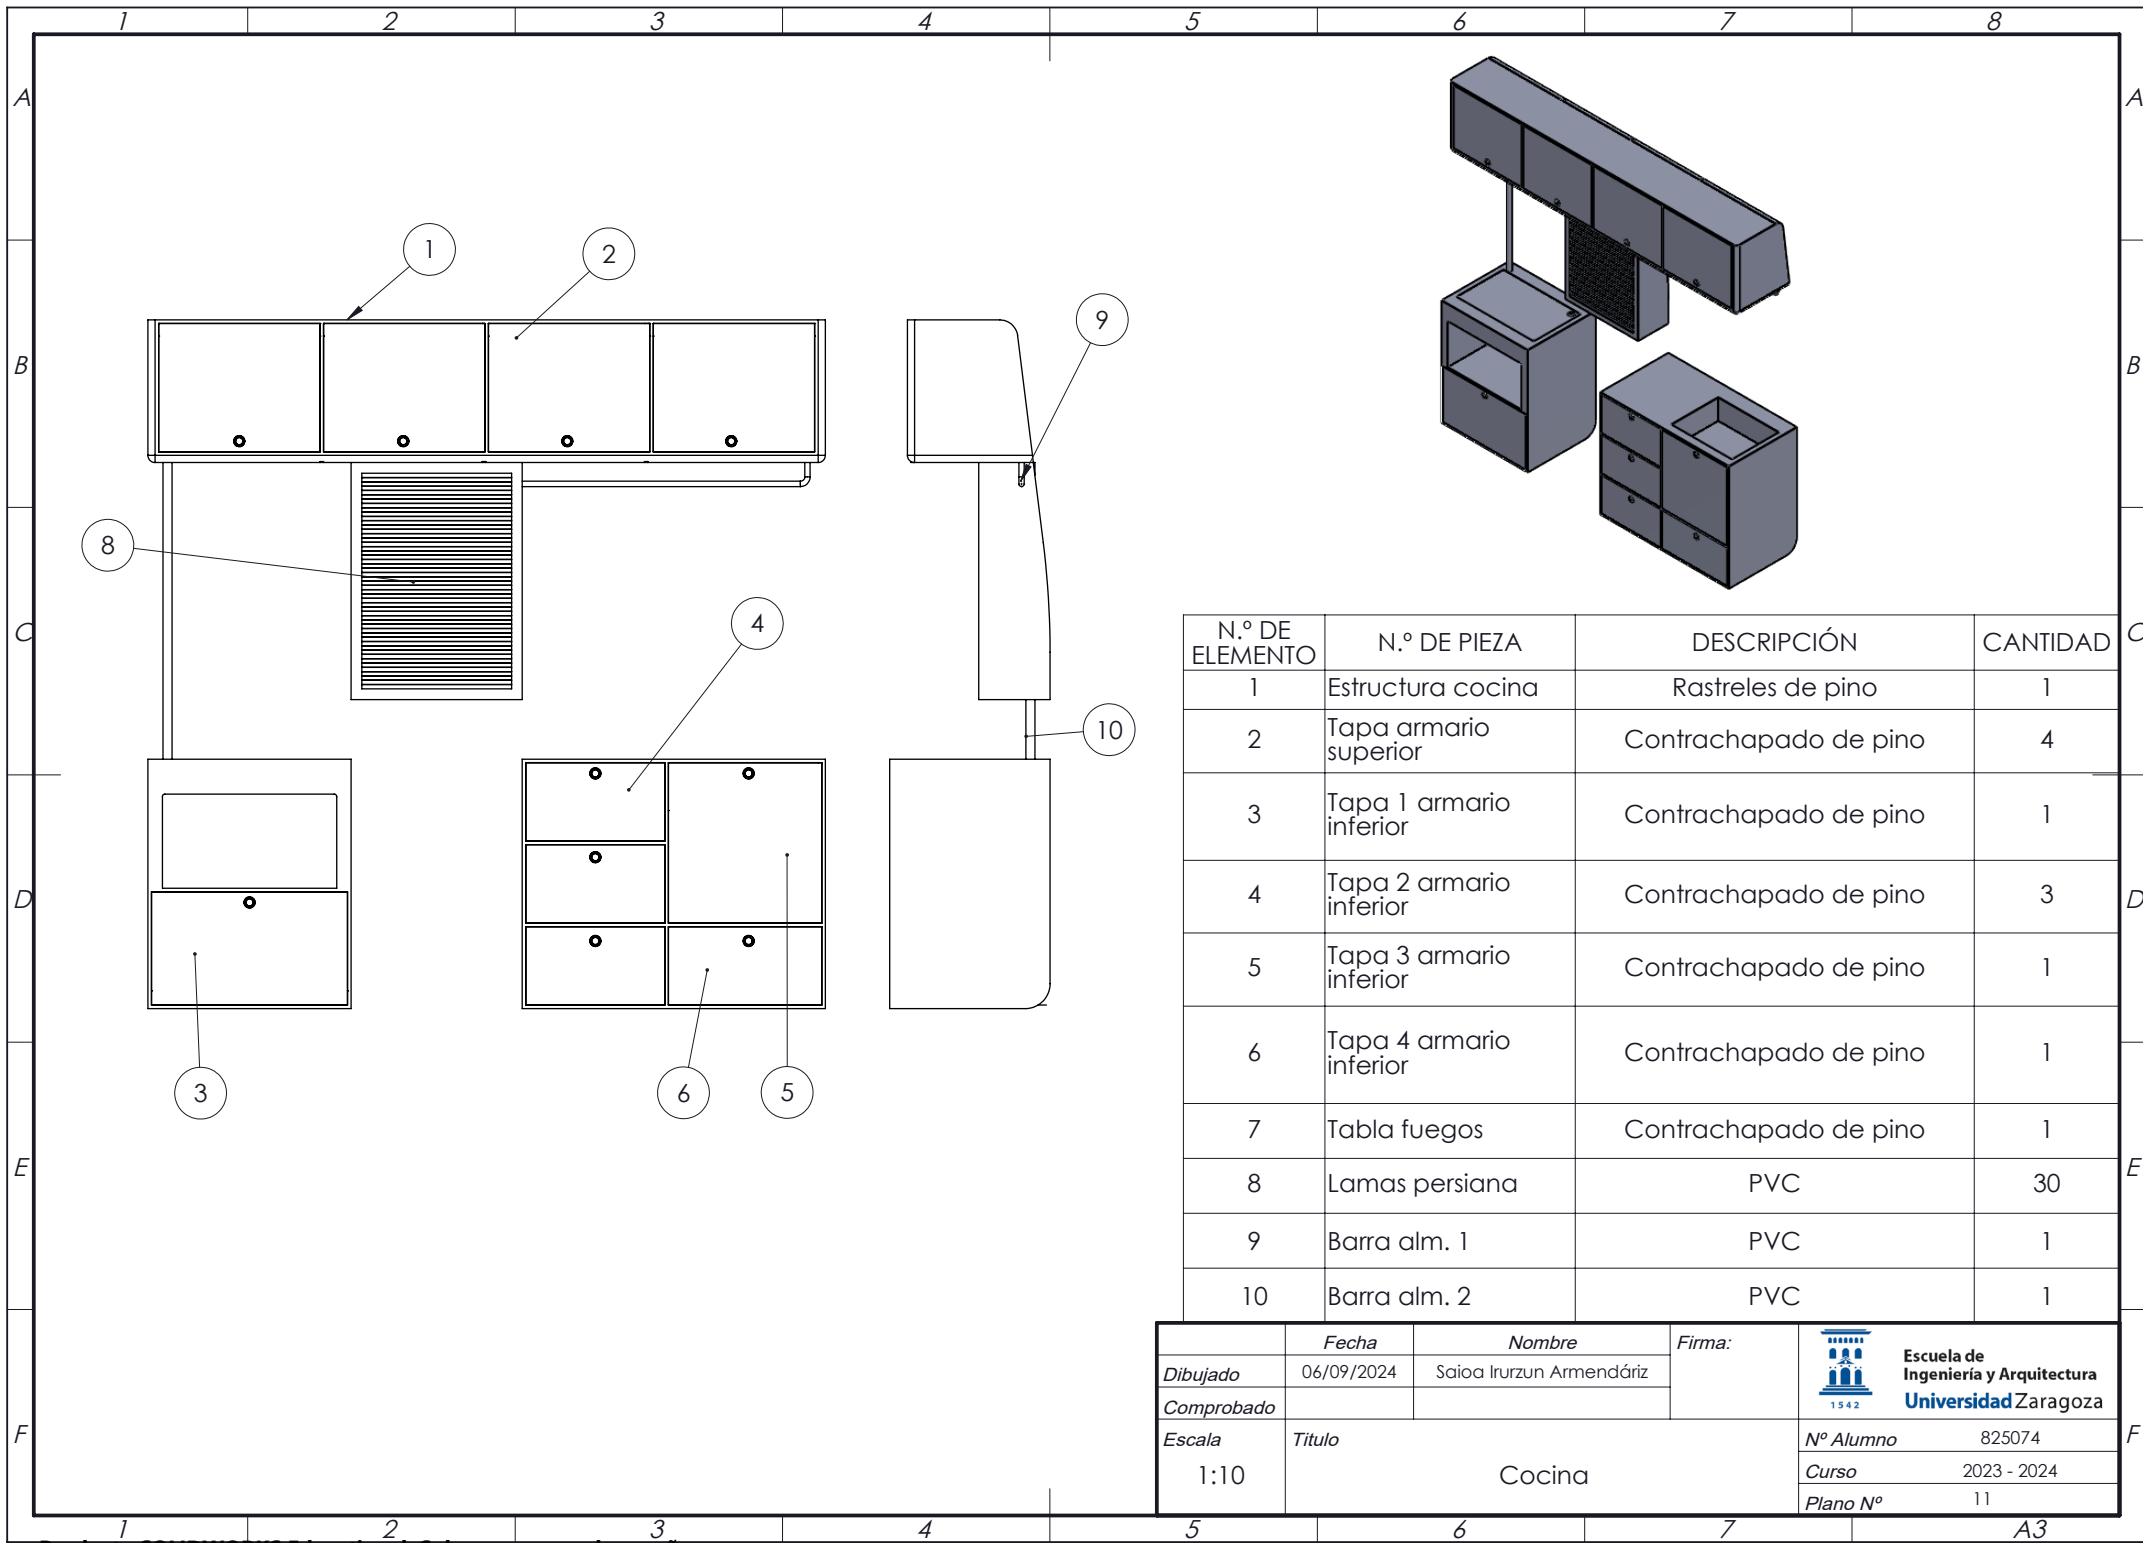 1 2 3 4 5 6 7 8
A A
B B
C C
D D
E E
F F
1
2
9
8
4
10
3
6
5
N.º DE ELEMENTO N.º DE PIEZA DESCRIPCIÓN CANTIDAD
1 Estructura cocina Rastreles de pino 1
2 Tapa armario superior Contrachapado de pino 4
3 Tapa 1 armario inferior Contrachapado de pino 1
4 Tapa 2 armario inferior Contrachapado de pino 3
5 Tapa 3 armario inferior Contrachapado de pino 1
6 Tapa 4 armario inferior Contrachapado de pino 1
7 Tabla fuegos Contrachapado de pino 1
8 Lamas persiana PVC 30
9 Barra alm. 1 PVC 1
10 Barra alm. 2 PVC 1
Fecha Nombre Firma:
Dibujado 06/09/2024 Saioa Irurzun Armendáriz
Comprobado
1542
Escuela de
Ingeniería y Arquitectura
Universidad Zaragoza
Escala
1:10
Titulo
Cocina
Nº Alumno 825074
Curso 2023 - 2024
Plano Nº 11
1 2 3 4 5 6 7 A3